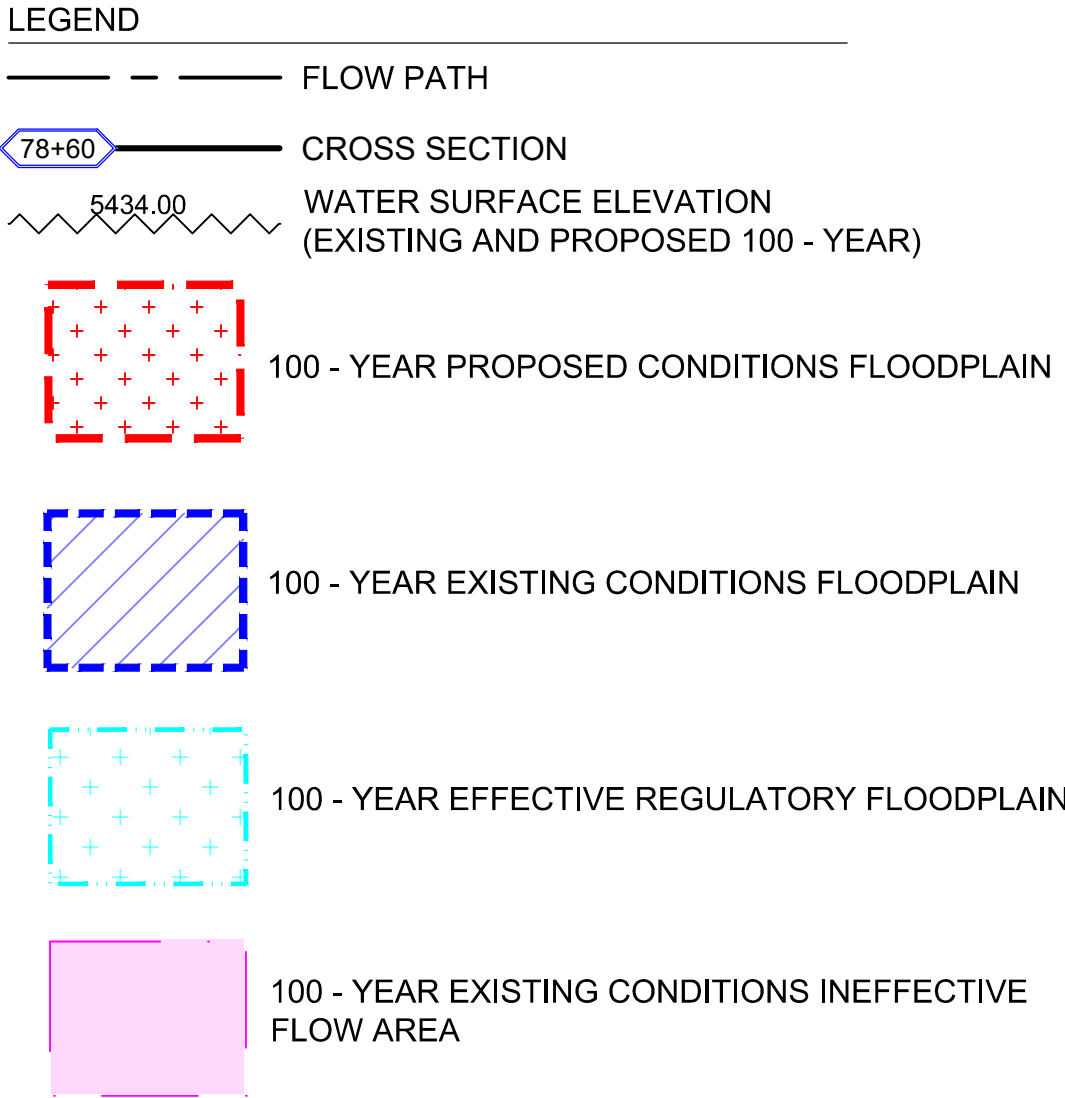 LEGEND
FLOW PATH
78+60
CROSS SECTION
5434.00
WATER SURFACE ELEVATION
(EXISTING AND PROPOSED 100 - YEAR)
100 - YEAR PROPOSED CONDITIONS FLOODPLAIN
100 - YEAR EXISTING CONDITIONS FLOODPLAIN
100 - YEAR EFFECTIVE REGULATORY FLOODPLAIN
100 - YEAR EXISTING CONDITIONS INEFFECTIVE
FLOW AREA